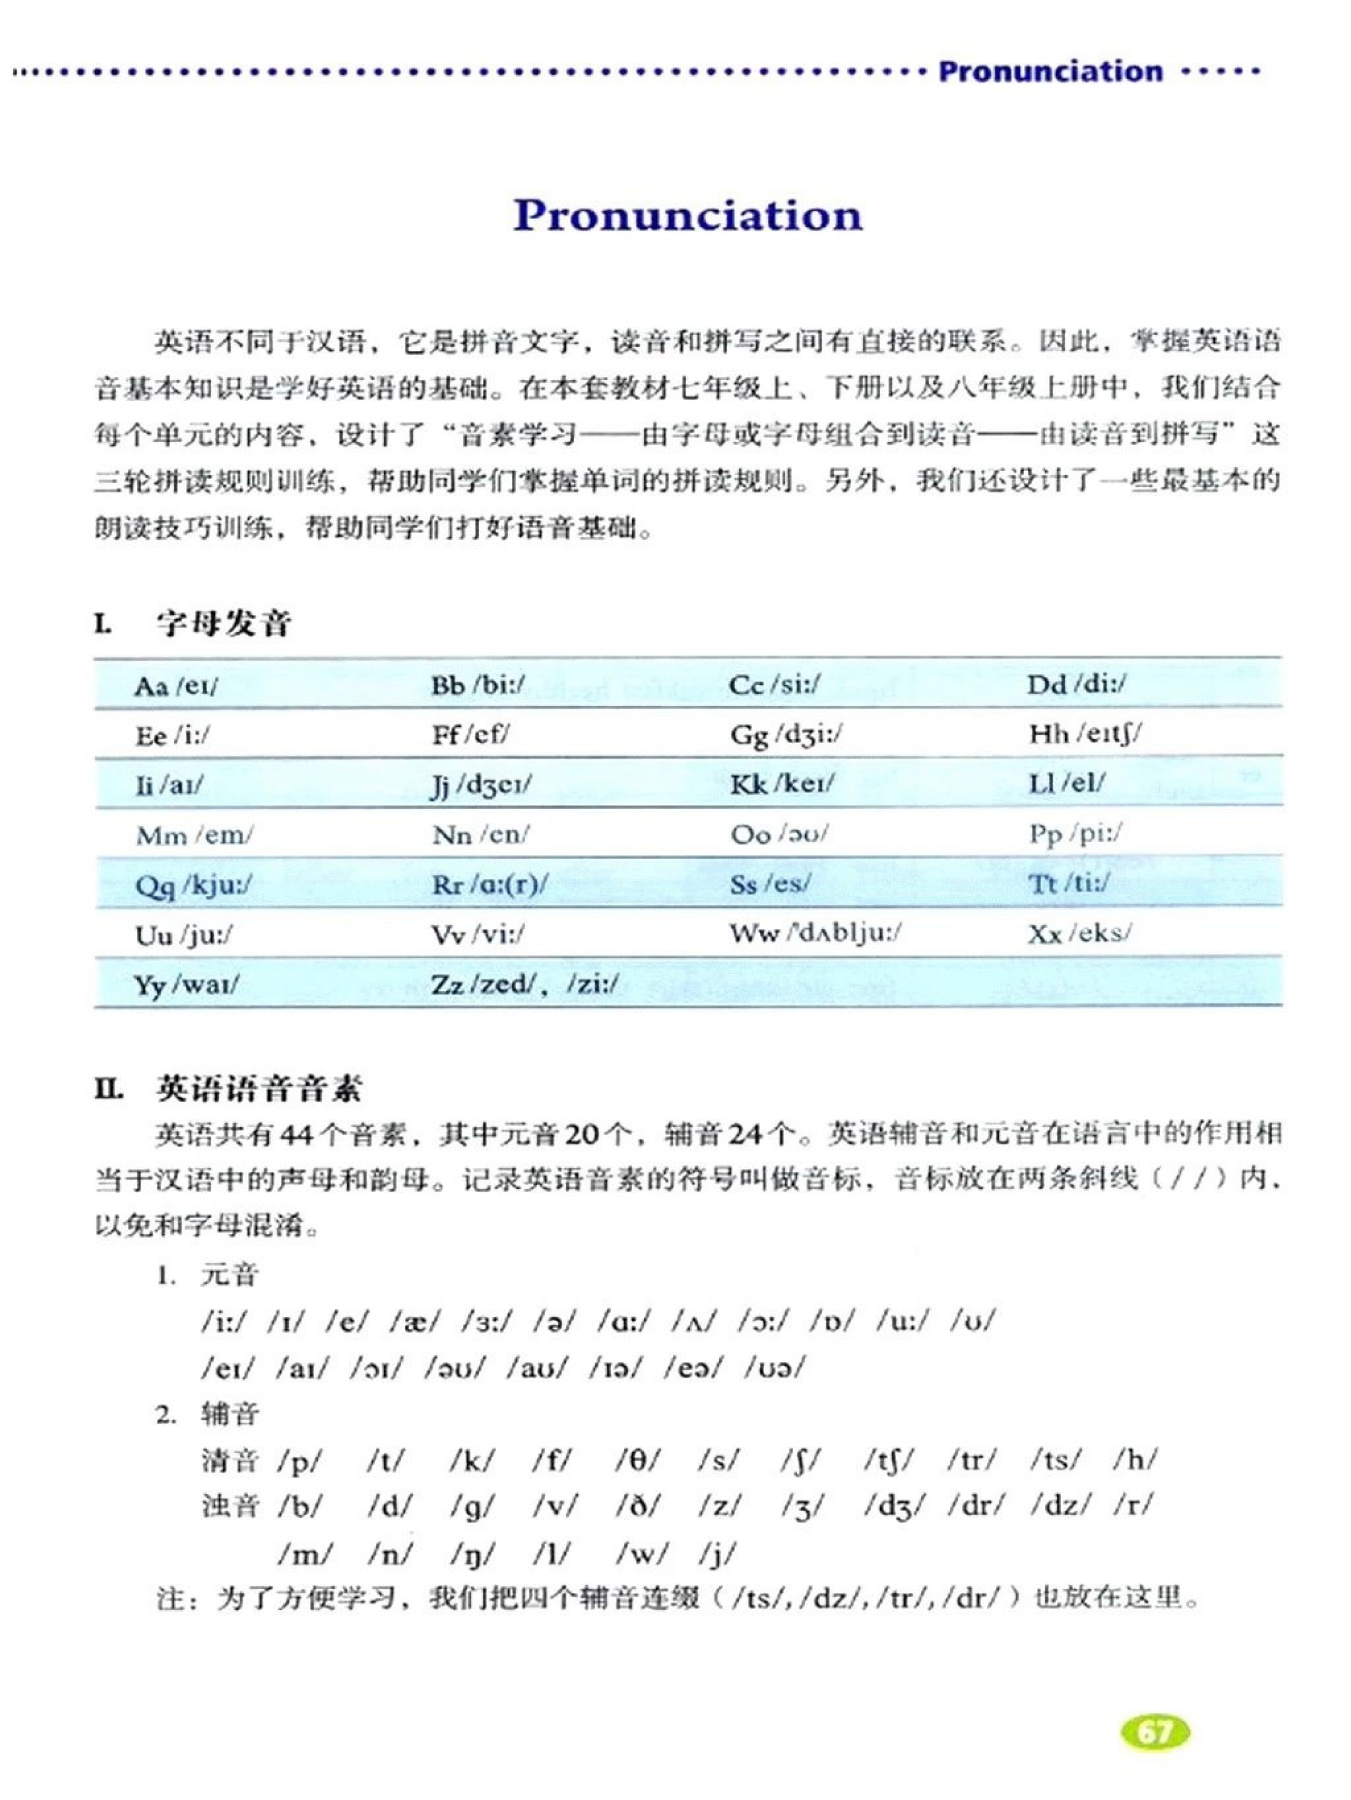 Pronunciation
Pronunciation
英语不同于汉语，它是拼音文字，读音和拼写之间有直接的联系。因此，掌握英语语
音基本知识是学好英语的基础。在本套教材七年级上、下册以及八年级上册中，我们结合
每个单元的内容，设计了“音素学习——由字母或字母组合到读音——由读音到拼写”这
三轮拼读规则训练，帮助同学们掌握单词的拼读规则。另外，我们还设计了一些最基本的
朗读技巧训练，帮助同学们打好语音基础。
I. 字母发音
Aa /eɪ/ Bb /biː/ Cc /siː/ Dd /diː/
Ee /iː/ Ff /ef/ Gg /dʒiː/ Hh /eɪtʃ/
Ii /aɪ/ Jj /dʒeɪ/ Kk /keɪ/ Ll /el/
Mm /em/ Nn /en/ Oo /əʊ/ Pp /piː/
Qq /kjuː/ Rr /ɑː(r)/ Ss /es/ Tt /tiː/
Uu /juː/ Vv /viː/ Ww /ˈdʌbljuː/ Xx /eks/
Yy /waɪ/ Zz /zed/, /ziː/
II. 英语语音音素
英语共有44个音素，其中元音20个，辅音24个。英语辅音和元音在语言中的作用相
当于汉语中的声母和韵母。记录英语音素的符号叫做音标，音标放在两条斜线（/ /）内，
以免和字母混淆。
1. 元音
/iː/ /ɪ/ /e/ /æ/ /ɜː/ /ə/ /ɑː/ /ʌ/ /ɔː/ /ɒ/ /uː/ /ʊ/
/eɪ/ /aɪ/ /ɔɪ/ /əʊ/ /aʊ/ /ɪə/ /eə/ /ʊə/
2. 辅音
清音 /p/ /t/ /k/ /f/ /θ/ /s/ /ʃ/ /tʃ/ /tr/ /ts/ /h/
浊音 /b/ /d/ /g/ /v/ /ð/ /z/ /ʒ/ /dʒ/ /dr/ /dz/ /r/
/m/ /n/ /ŋ/ /l/ /w/ /j/
注：为了方便学习，我们把四个辅音连缀（/ts/, /dz/, /tr/, /dr/）也放在这里。
67